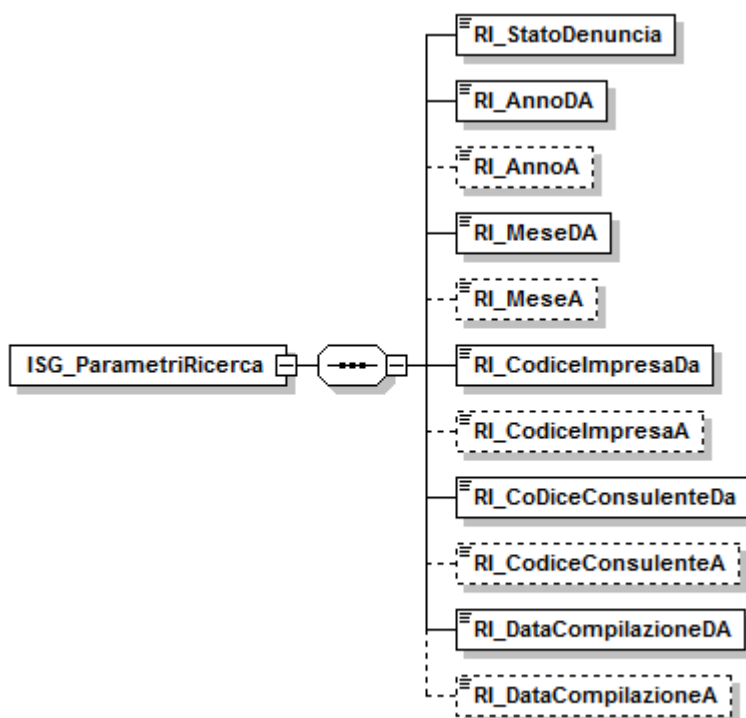 RI_StatoDenuncia
RI_AnnoDA
RI_AnnoA
RI_MeseDA
RI_MeseA
ISG_ParametriRicerca
RI_CodiceImpresaDa
RI_CodiceImpresaA
RI_CoDiceConsulenteDa
RI_CodiceConsulenteA
RI_DataCompilazioneDA
RI_DataCompilazioneA